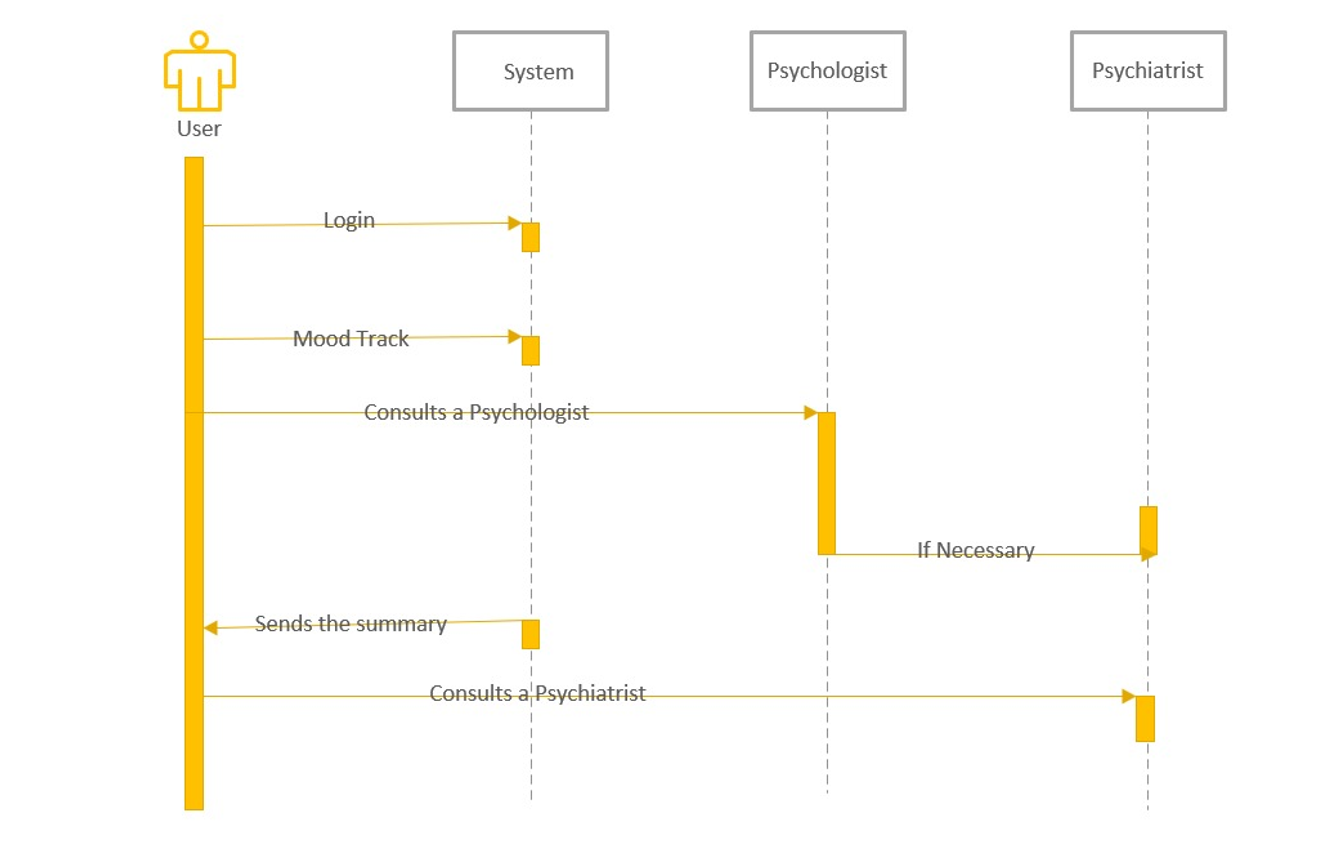 System
Psychologist
Psychiatrist
User
Login
Mood Track
Consults a Psychologist
If Necessary
Sends the summary
Consults a Psychiatrist